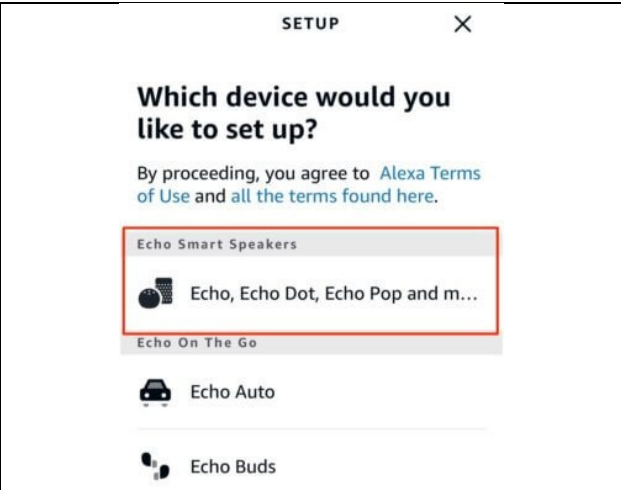 SETUP
Which device would you
like to set up?
By proceeding, you agree to Alexa Terms
of Use and all the terms found here.
Echo Smart Speakers
Echo, Echo Dot, Echo Pop and m...
Echo On The Go
Echo Auto
Echo Buds